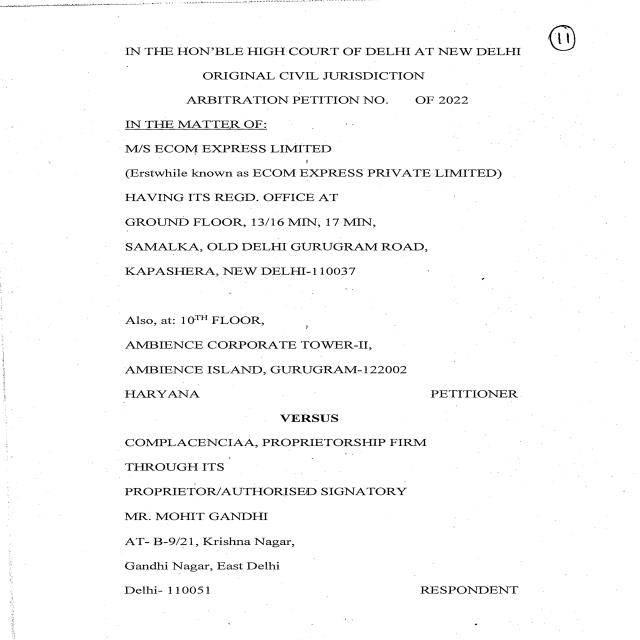 11
IN THE HON'BLE HIGH COURT OF DELHI AT NEW DELHI
ORIGINAL CIVIL JURISDICTION
ARBITRATION PETITION NO. OF 2022
IN THE MATTER OF:
M/S ECOM EXPRESS LIMITED
(Erstwhile known as ECOM EXPRESS PRIVATE LIMITED)
HAVING ITS REGD. OFFICE AT
GROUND FLOOR, 13/16 MIN, 17 MIN,
SAMALKA, OLD DELHI GURUGRAM ROAD,
KAPASHERA, NEW DELHI-110037
Also, at: 10TH FLOOR,
AMBIENCE CORPORATE TOWER-II,
AMBIENCE ISLAND, GURUGRAM-122002
HARYANA PETITIONER
VERSUS
COMPLACENCIAA, PROPRIETORSHIP FIRM
THROUGH ITS
PROPRIETOR/AUTHORISED SIGNATORY
MR. MOHIT GANDHI
AT- B-9/21, Krishna Nagar,
Gandhi Nagar, East Delhi
Delhi- 110051 RESPONDENT